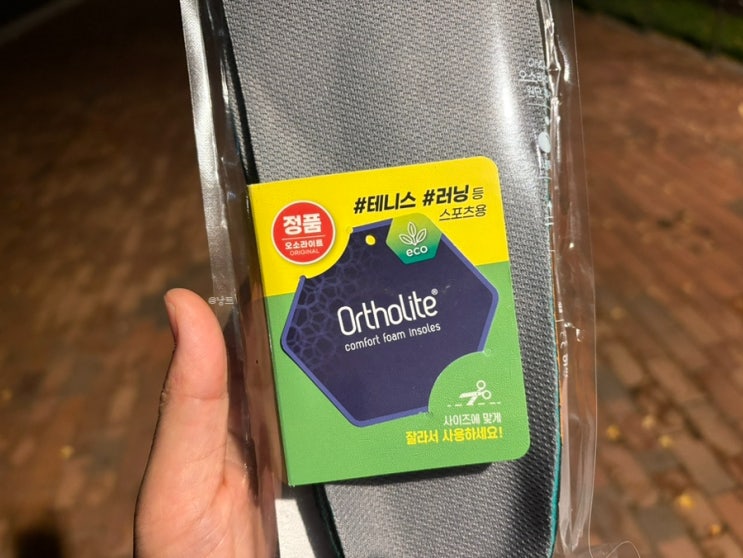 #테니스 #러닝 등
스포츠용
정품
오소라이트
ORIGINAL
eco
Ortholite®
comfort foam insoles
사이즈에 맞게
잘라서 사용하세요!